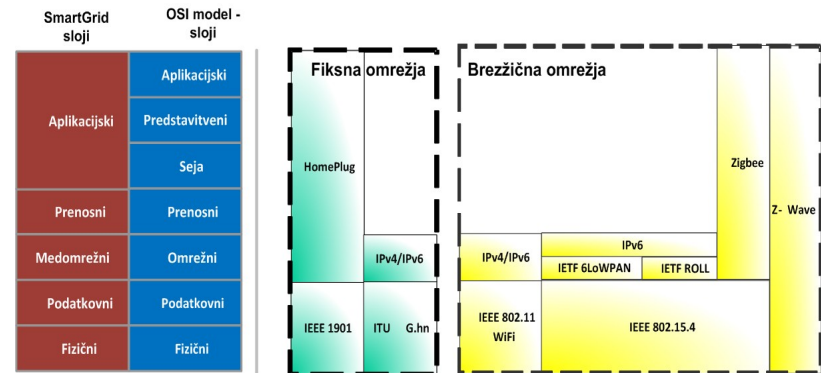 SmartGrid
sloji
OSI model -
sloji
Aplikacijski
Prenosni
Medomrežni
Podatkovni
Fizični
Aplikacijski
Predstavitveni
Seja
Prenosni
Omrežni
Podatkovni
Fizični
Fiksna omrežja
HomePlug
IPv4/IPv6
IEEE 1901
ITU G.hn
Brezžična omrežja
Zigbee
Z- Wave
IPv4/IPv6
IPv6
IETF 6LoWPAN
IETF ROLL
IEEE 802.11
WiFi
IEEE 802.15.4